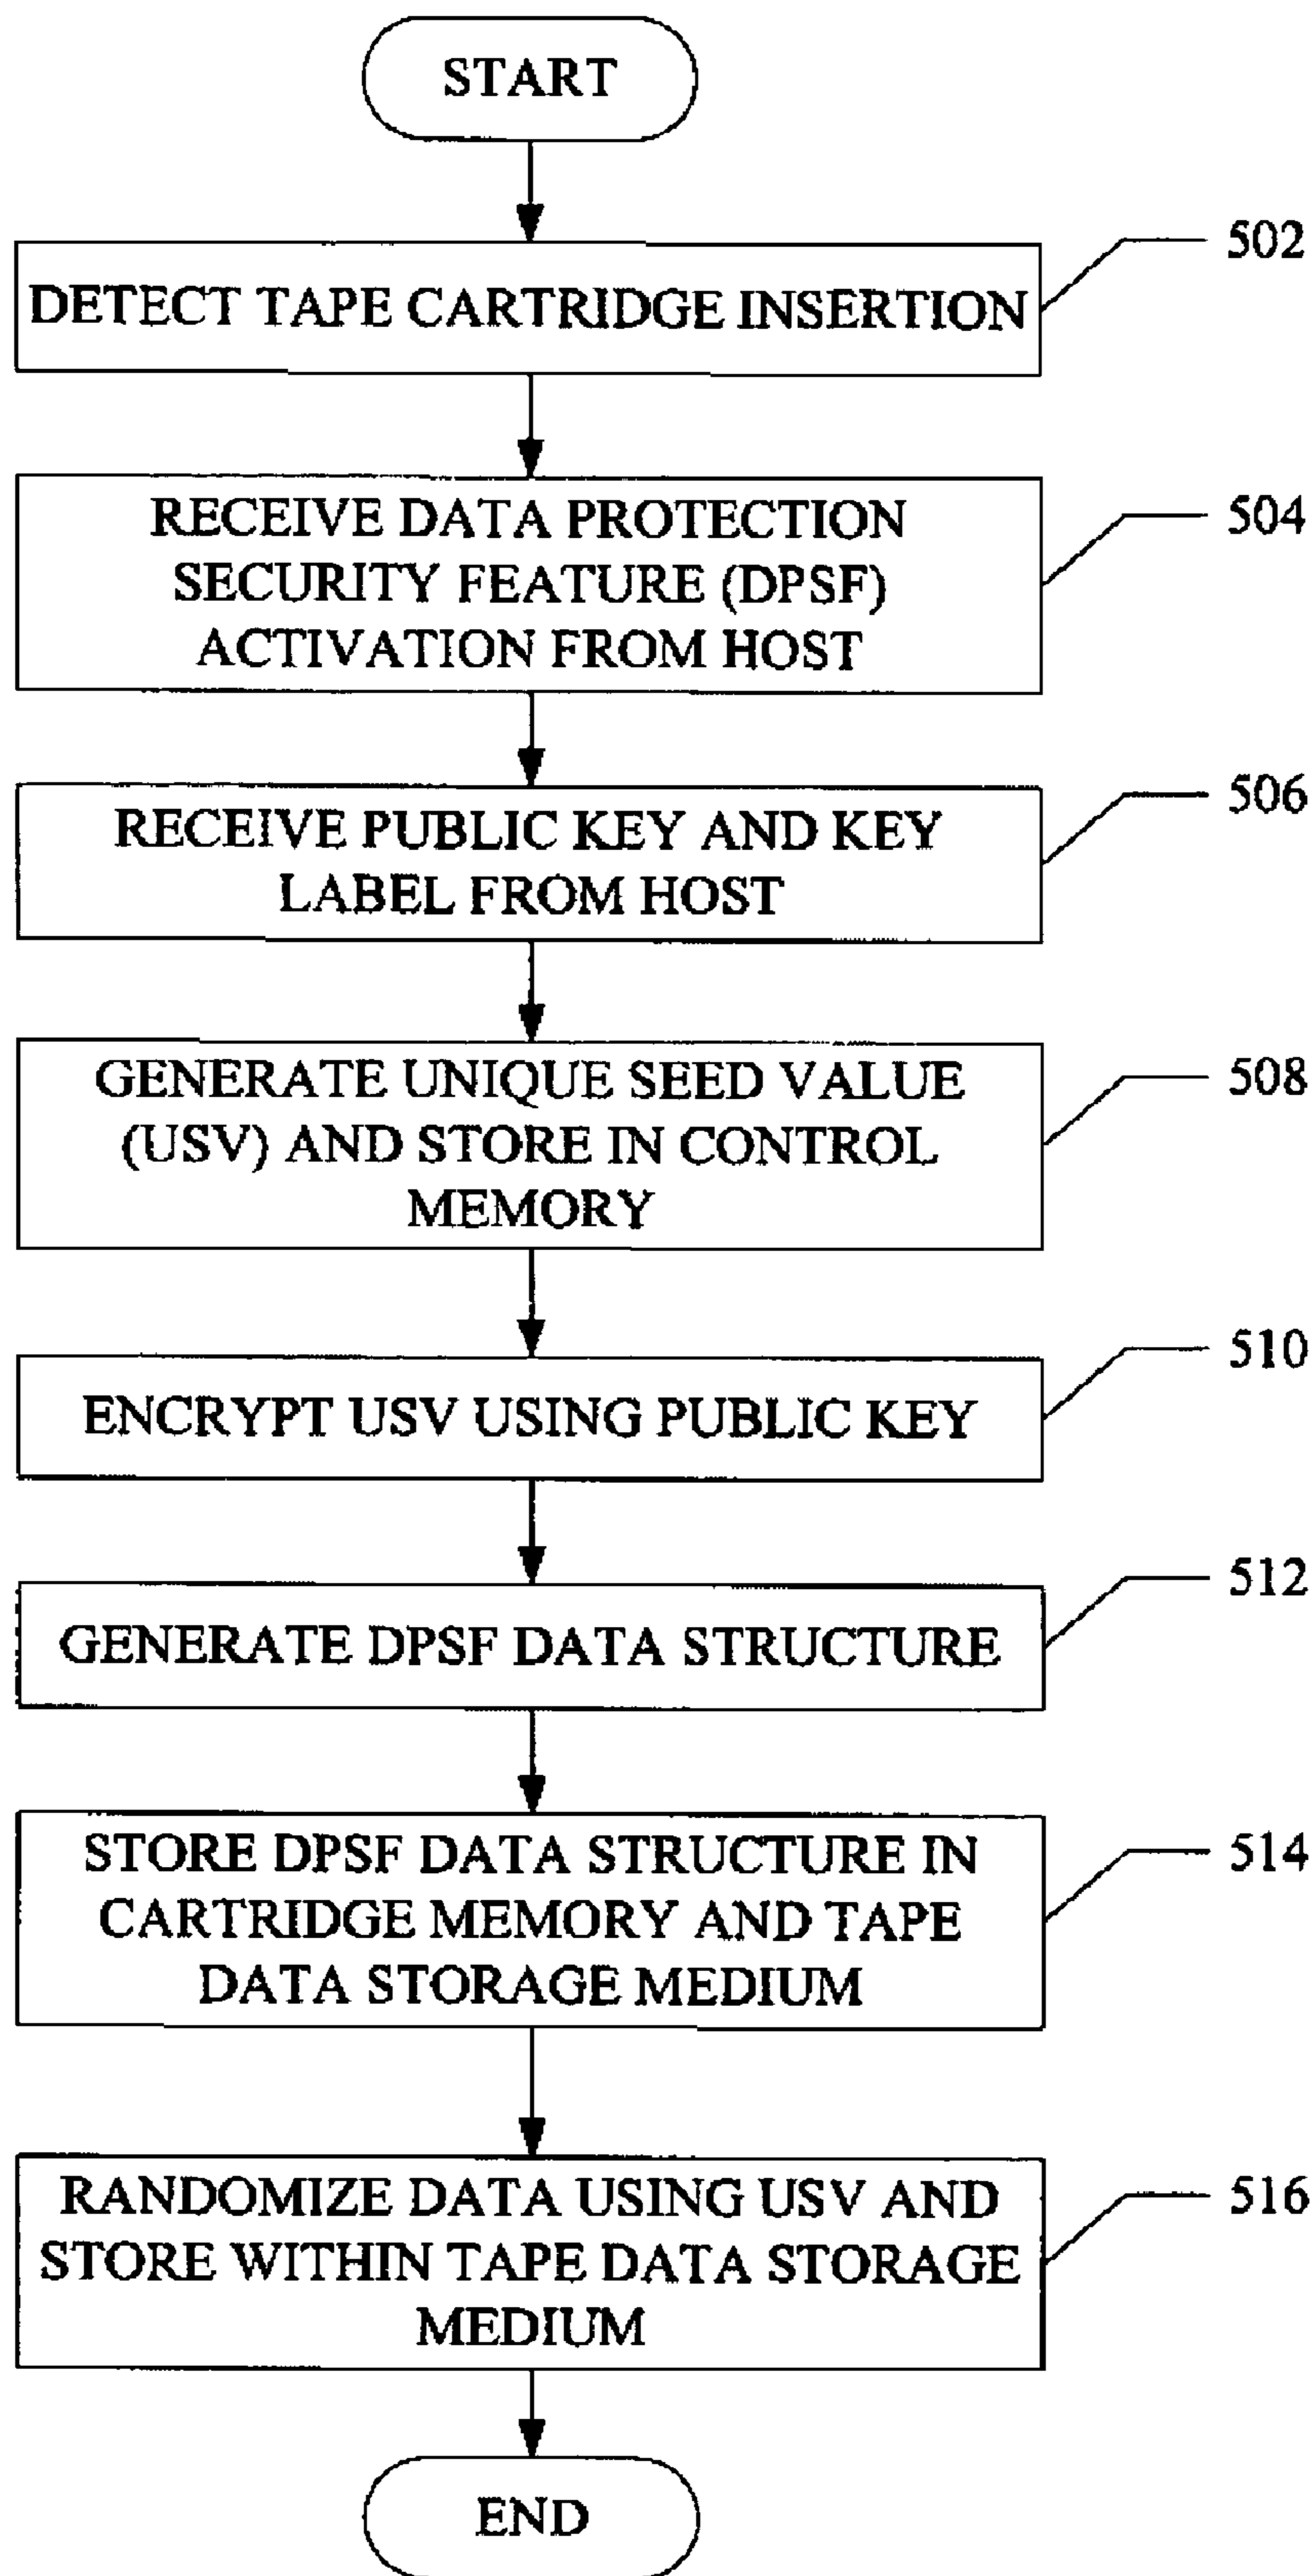 START
502
DETECT TAPE CARTRIDGE INSERTION
RECEIVE DATA PROTECTION
SECURITY FEATURE (DPSF)
ACTIVATION FROM HOST
504
RECEIVE PUBLIC KEY AND KEY
LABEL FROM HOST
506
GENERATE UNIQUE SEED VALUE
(USV) AND STORE IN CONTROL
MEMORY
508
ENCRYPT USV USING PUBLIC KEY
510
GENERATE DPSF DATA STRUCTURE
512
STORE DPSF DATA STRUCTURE IN
CARTRIDGE MEMORY AND TAPE
DATA STORAGE MEDIUM
514
RANDOMIZE DATA USING USV AND
STORE WITHIN TAPE DATA STORAGE
MEDIUM
516
END